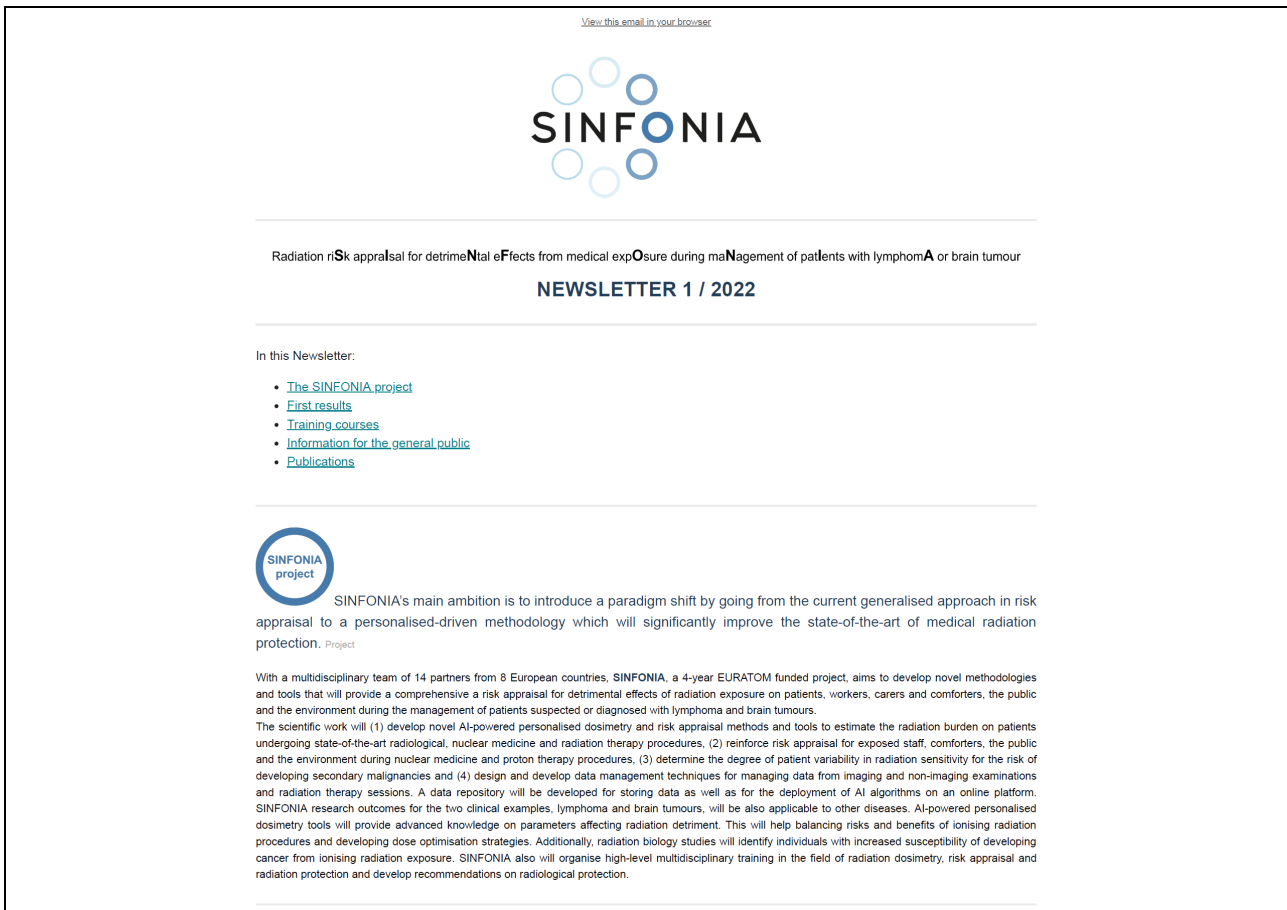 View this email in your browser
SINFONIA
Radiation riSk appraIsal for detrimeNtal eFfects from medical expOsure during maNagement of patIents with lymphomA or brain tumour
NEWSLETTER 1 / 2022
In this Newsletter:
The SINFONIA project
First results
Training courses
Information for the general public
Publications
SINFONIA
project
SINFONIA's main ambition is to introduce a paradigm shift by going from the current generalised approach in risk
appraisal to a personalised-driven methodology which will significantly improve the state-of-the-art of medical radiation
protection. Project
With a multidisciplinary team of 14 partners from 8 European countries, SINFONIA, a 4-year EURATOM funded project, aims to develop novel methodologies
and tools that will provide a comprehensive a risk appraisal for detrimental effects of radiation exposure on patients, workers, carers and comforters, the public
and the environment during the management of patients suspected or diagnosed with lymphoma and brain tumours.
The scientific work will (1) develop novel AI-powered personalised dosimetry and risk appraisal methods and tools to estimate the radiation burden on patients
undergoing state-of-the-art radiological, nuclear medicine and radiation therapy procedures, (2) reinforce risk appraisal for exposed staff, comforters, the public
and the environment during nuclear medicine and proton therapy procedures, (3) determine the degree of patient variability in radiation sensitivity for the risk of
developing secondary malignancies and (4) design and develop data management techniques for managing data from imaging and non-imaging examinations
and radiation therapy sessions. A data repository will be developed for storing data as well as for the deployment of AI algorithms on an online platform.
SINFONIA research outcomes for the two clinical examples, lymphoma and brain tumours, will be also applicable to other diseases. AI-powered personalised
dosimetry tools will provide advanced knowledge on parameters affecting radiation detriment. This will help balancing risks and benefits of ionising radiation
procedures and developing dose optimisation strategies. Additionally, radiation biology studies will identify individuals with increased susceptibility of developing
cancer from ionising radiation exposure. SINFONIA also will organise high-level multidisciplinary training in the field of radiation dosimetry, risk appraisal and
radiation protection and develop recommendations on radiological protection.